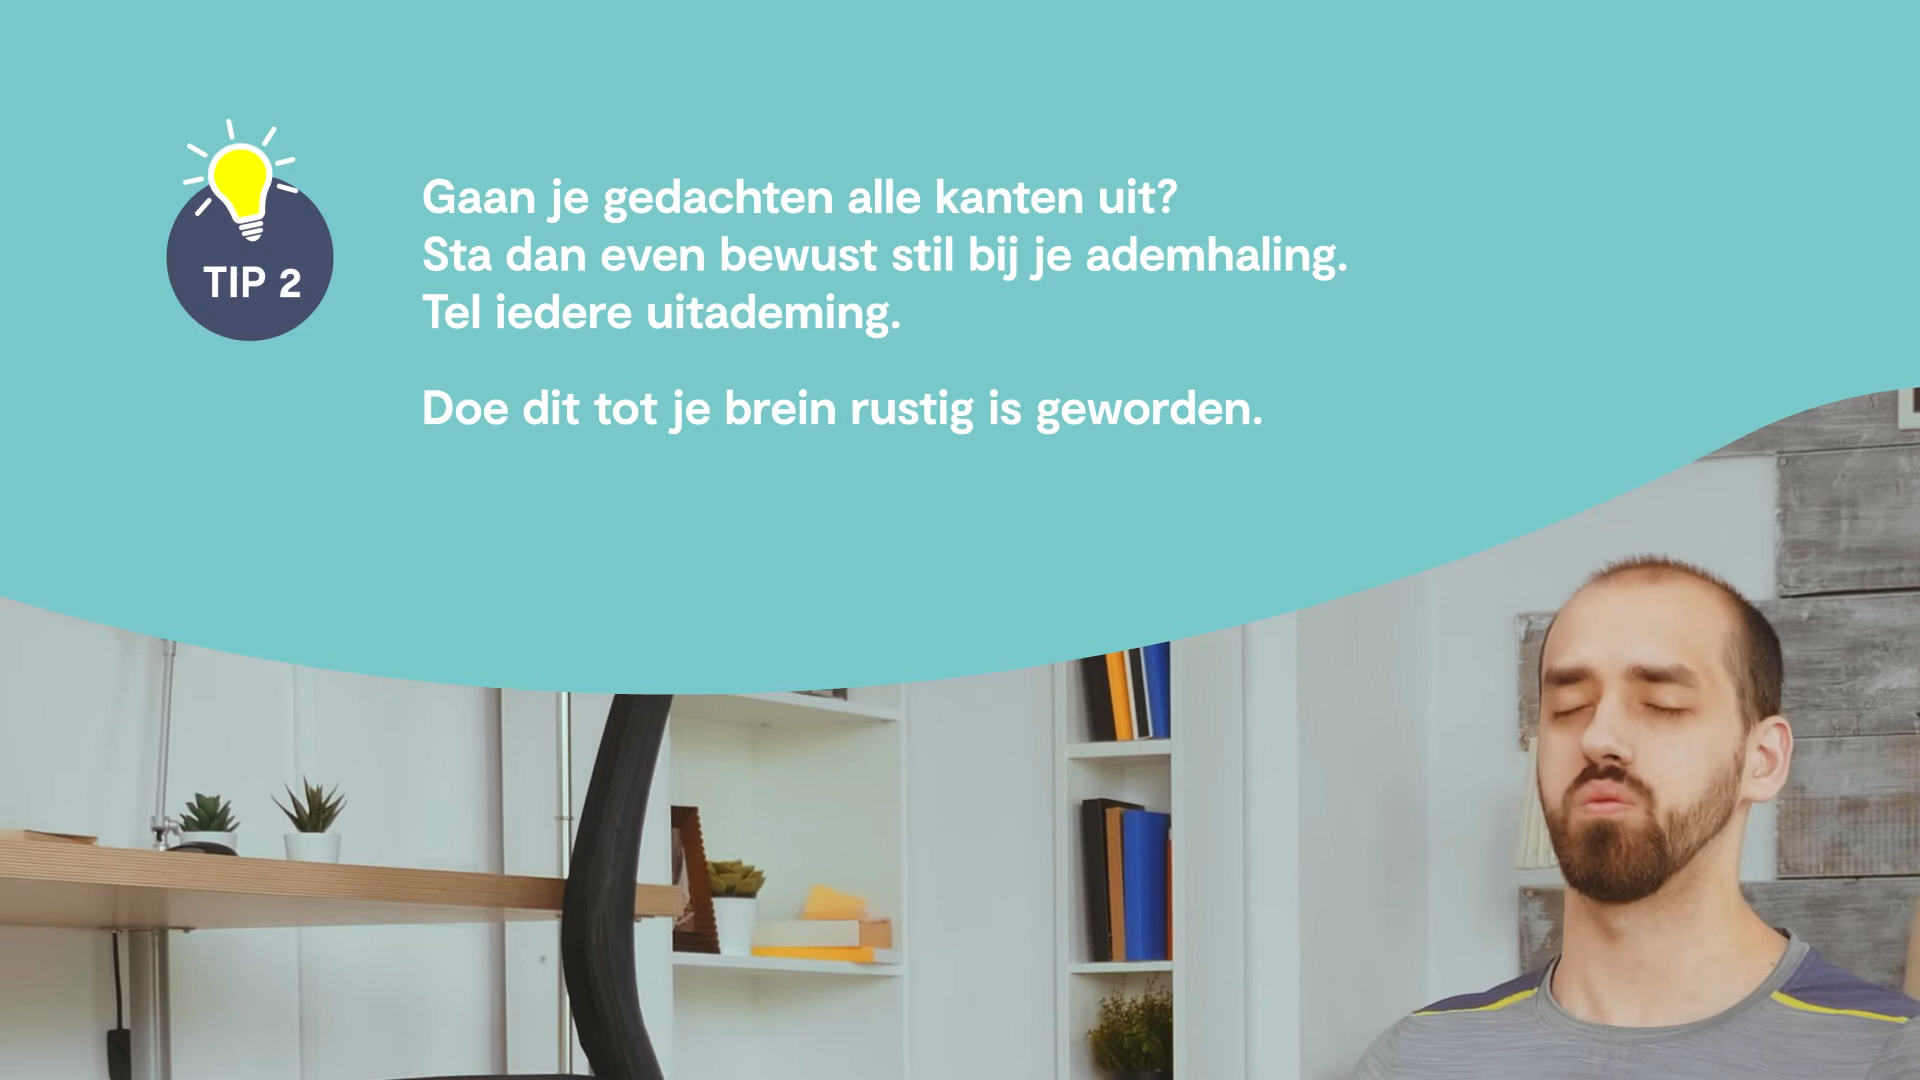 TIP 2
Gaan je gedachten alle kanten uit?
Sta dan even bewust stil bij je ademhaling.
Tel iedere uitademing.
Doe dit tot je brein rustig is geworden.